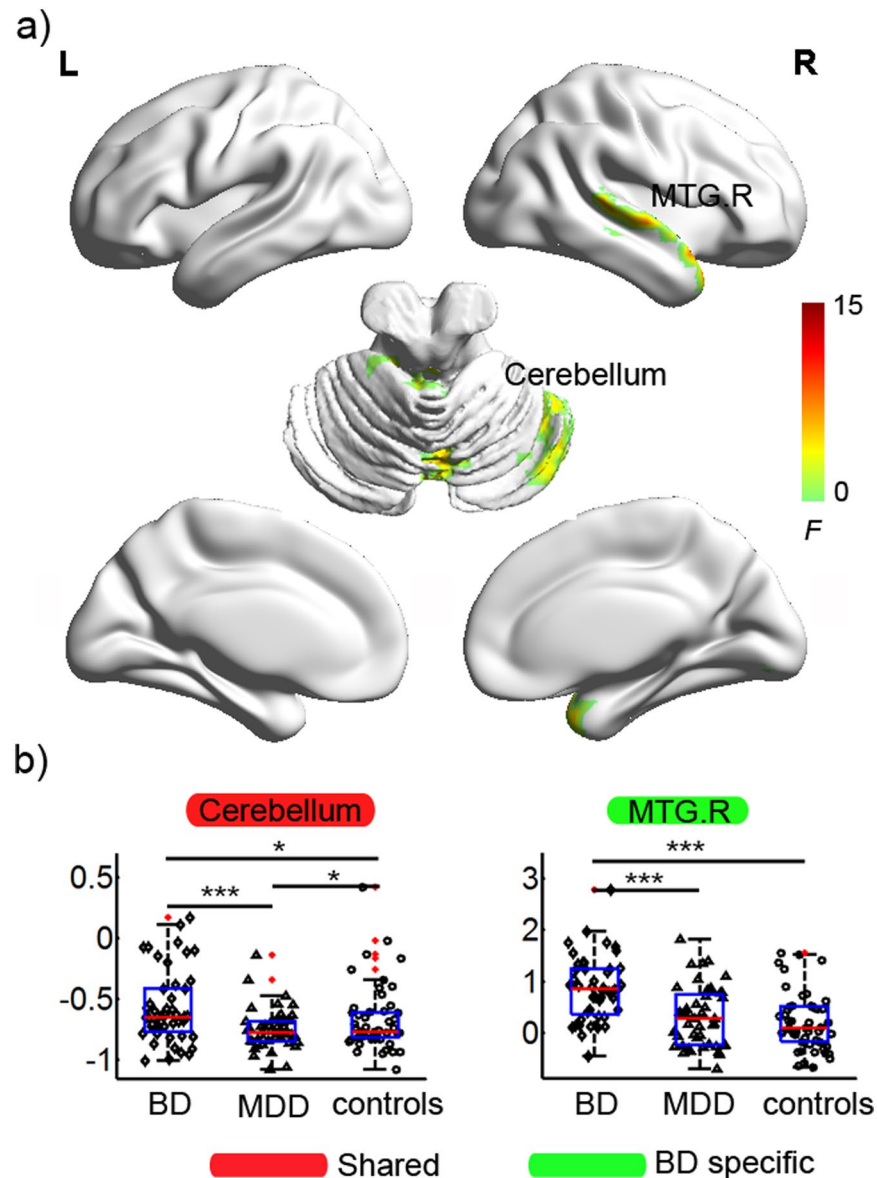 a)
L R
MTG.R
15
Cerebellum
0
F
b)
Cerebellum MTG.R
* ***
*** * ***
0.5
0
-0.5
-1
3
2
1
0
BD MDD controls BD MDD controls
Shared BD specific